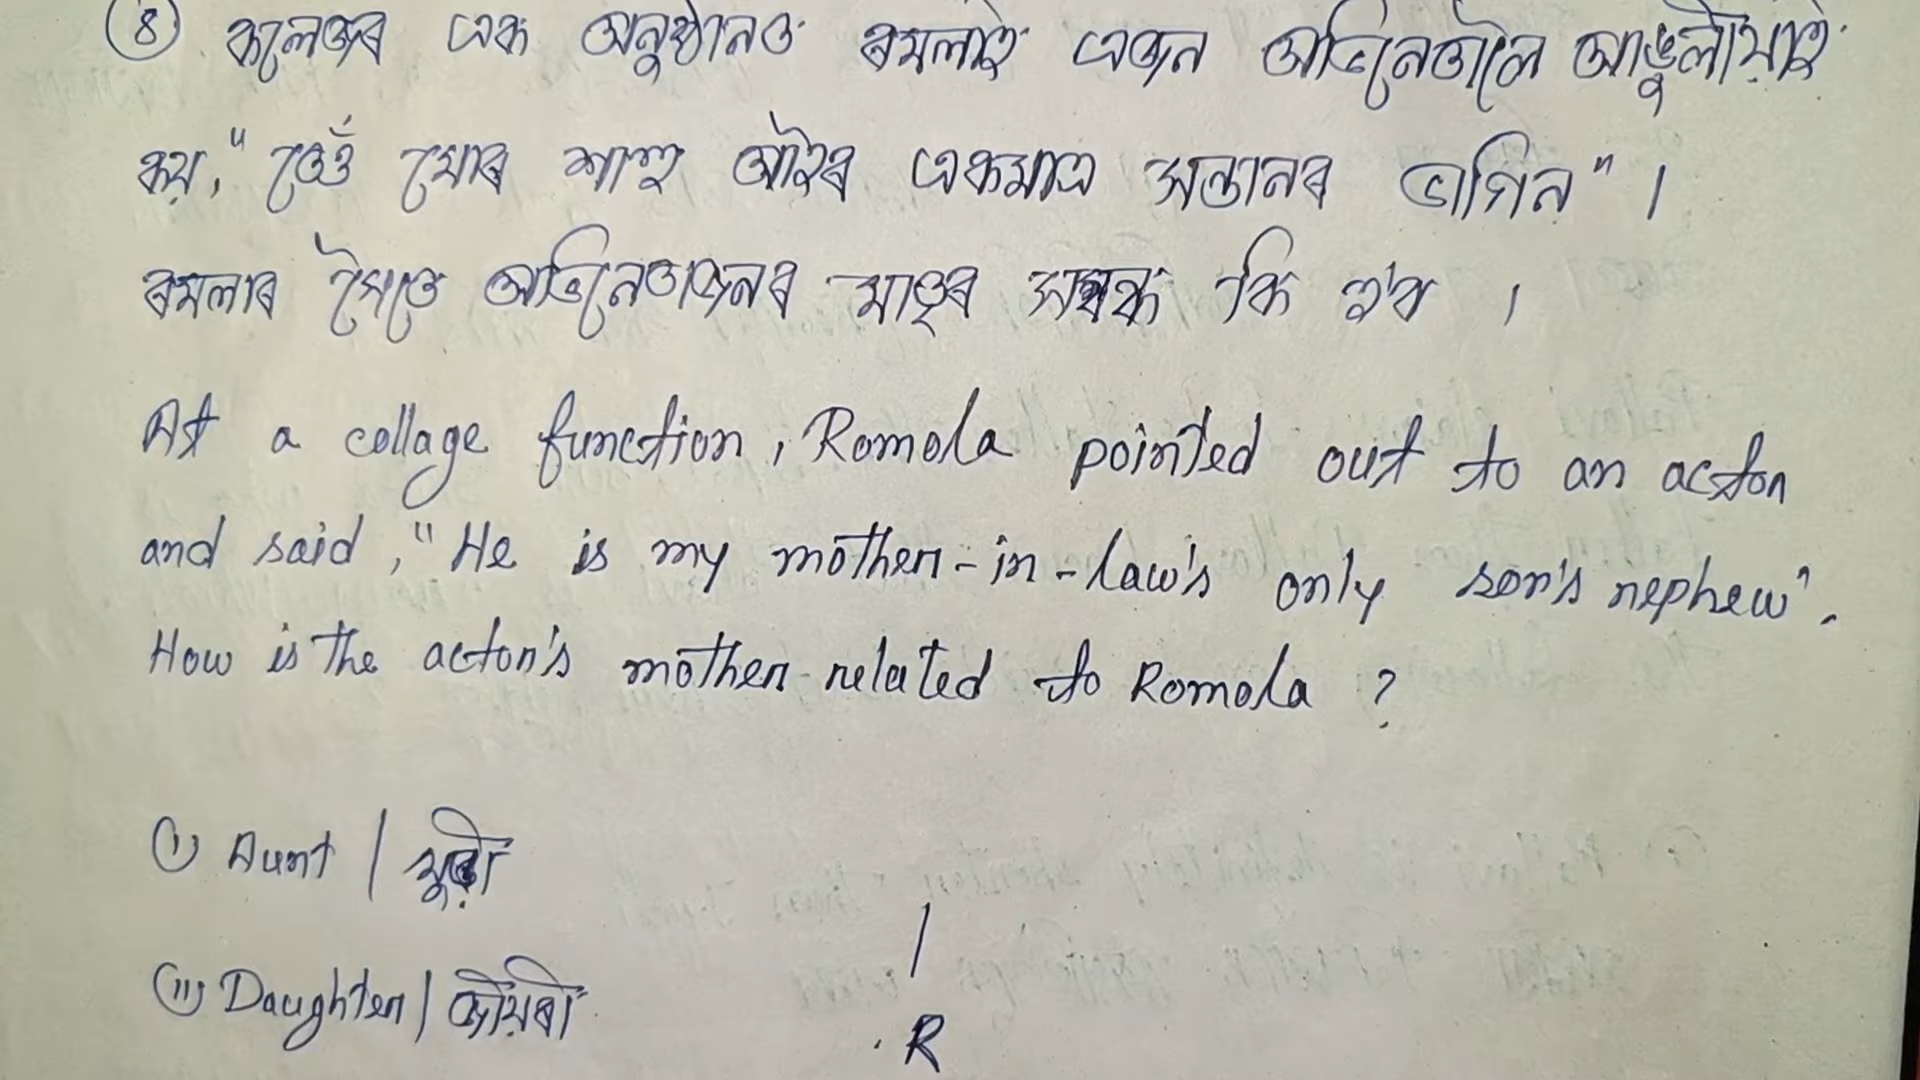 ৪ কলেজৰ এক অনুষ্ঠানত ৰমলাই এজন অভিনেতালৈ আঙুলীয়াই
কয়, "তেওঁ মোৰ শাশু আইৰ একমাত্ৰ সন্তানৰ ভাগিন" ।
ৰমলাৰ সৈতে অভিনেতাজনৰ মাতৃৰ সম্বন্ধ কি হ'ব ।
At a collage function, Romola pointed out to an actor
and said, "He is my mother-in-law's only son's nephew".
How is the actor's mother related to Romola ?
(i) Aunt |
(ii) Daughter | জীয়ৰী
R